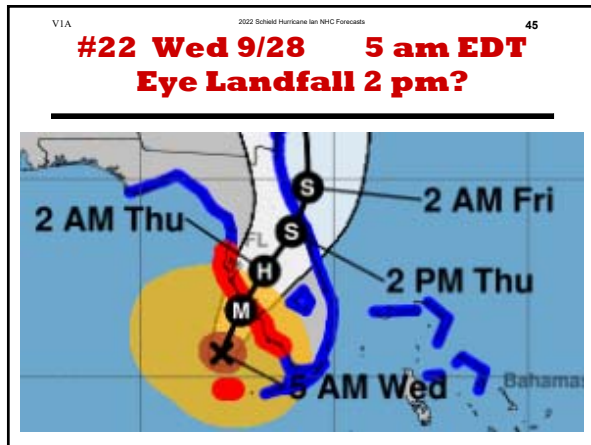 V1A
2022 Schield Hurricane Ian NHC Forecasts
45
#22 Wed 9/28 5 am EDT
Eye Landfall 2 pm?
S
2 AM Fri
2 AM Thu
S
FL
H
2 PM Thu
M
5 AM Wed
Bahamas